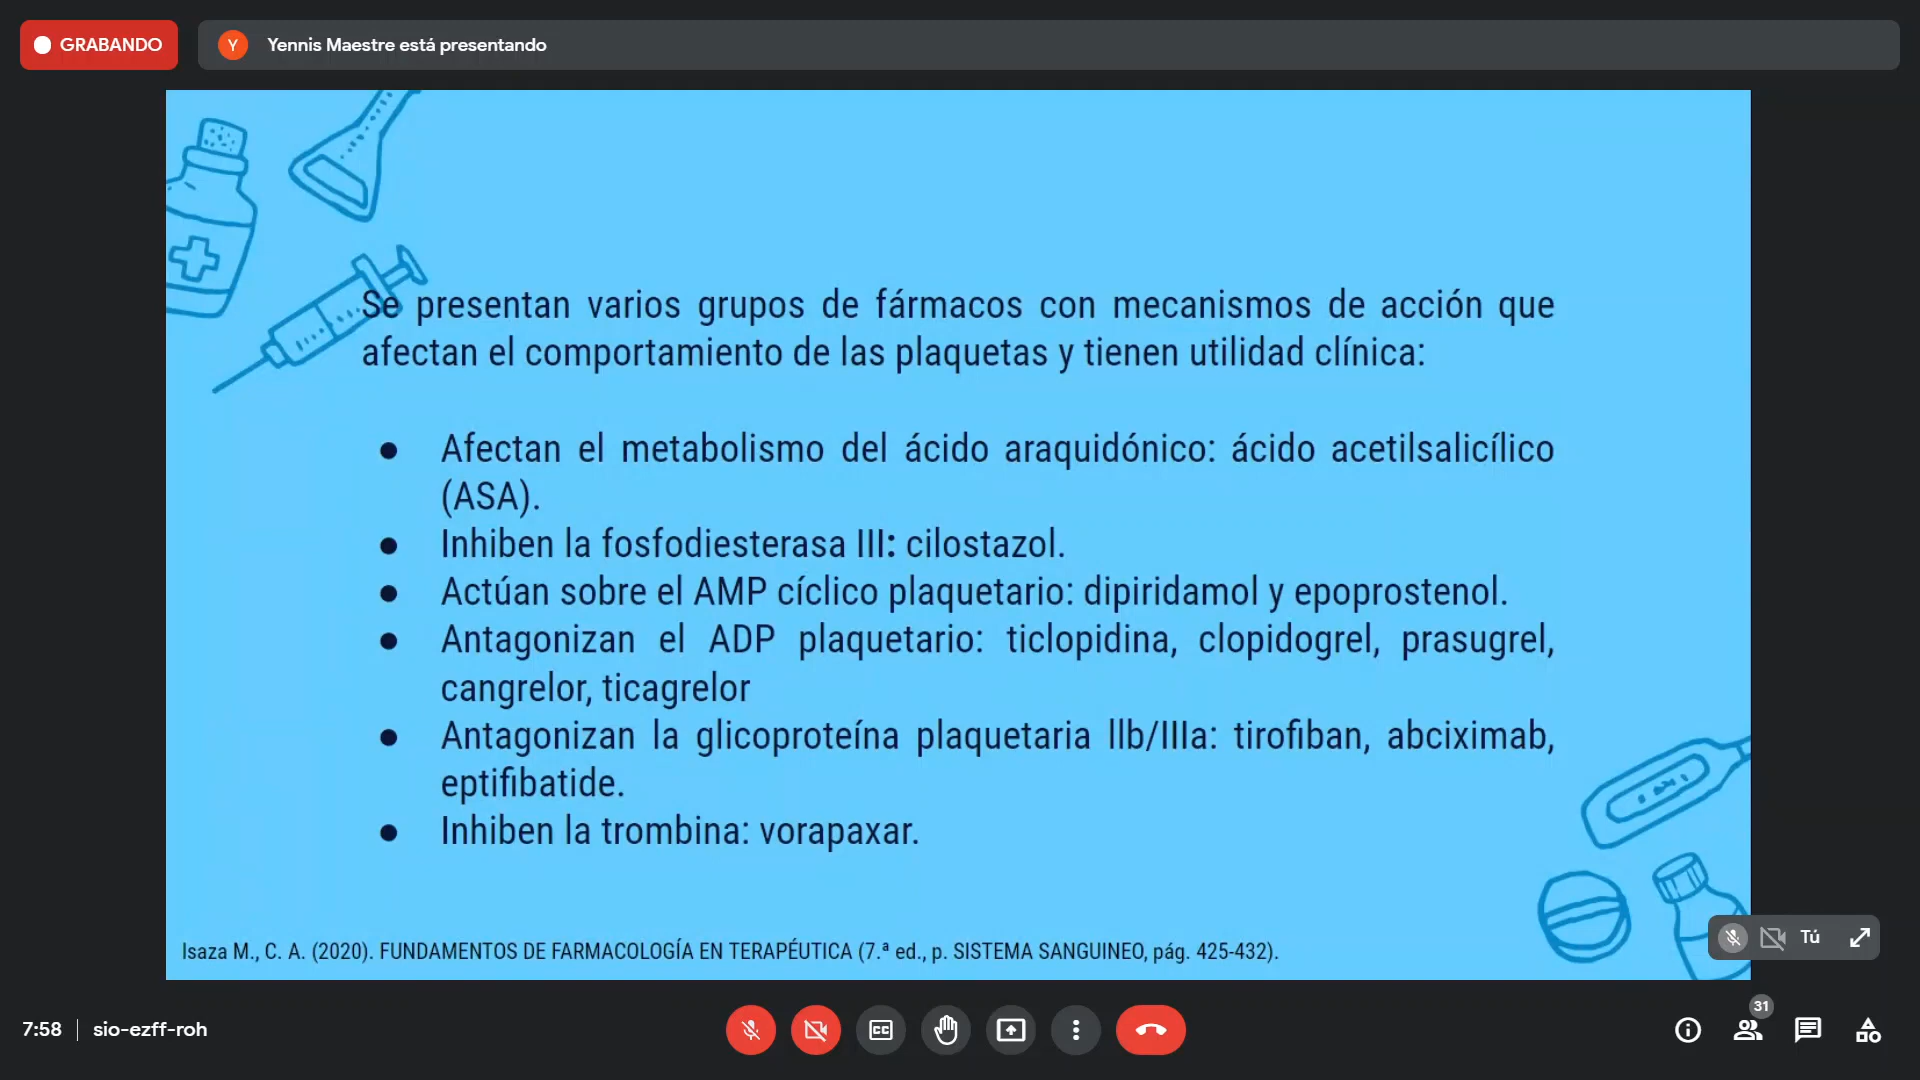 GRABANDO
Y
Yennis Maestre está presentando
Se presentan varios grupos de fármacos con mecanismos de acción que
afectan el comportamiento de las plaquetas y tienen utilidad clínica:
● Afectan el metabolismo del ácido araquidónico: ácido acetilsalicílico
(ASA).
● Inhiben la fosfodiesterasa III: cilostazol.
● Actúan sobre el AMP cíclico plaquetario: dipiridamol y epoprostenol.
● Antagonizan el ADP plaquetario: ticlopidina, clopidogrel, prasugrel,
cangrelor, ticagrelor
● Antagonizan la glicoproteína plaquetaria llb/IIIa: tirofiban, abciximab,
eptifibatide.
● Inhiben la trombina: vorapaxar.
Isaza M., C. A. (2020). FUNDAMENTOS DE FARMACOLOGÍA EN TERAPÉUTICA (7.ª ed., p. SISTEMA SANGUINEO, pág. 425-432).
Tú
7:58 | sio-ezff-roh
CC
31